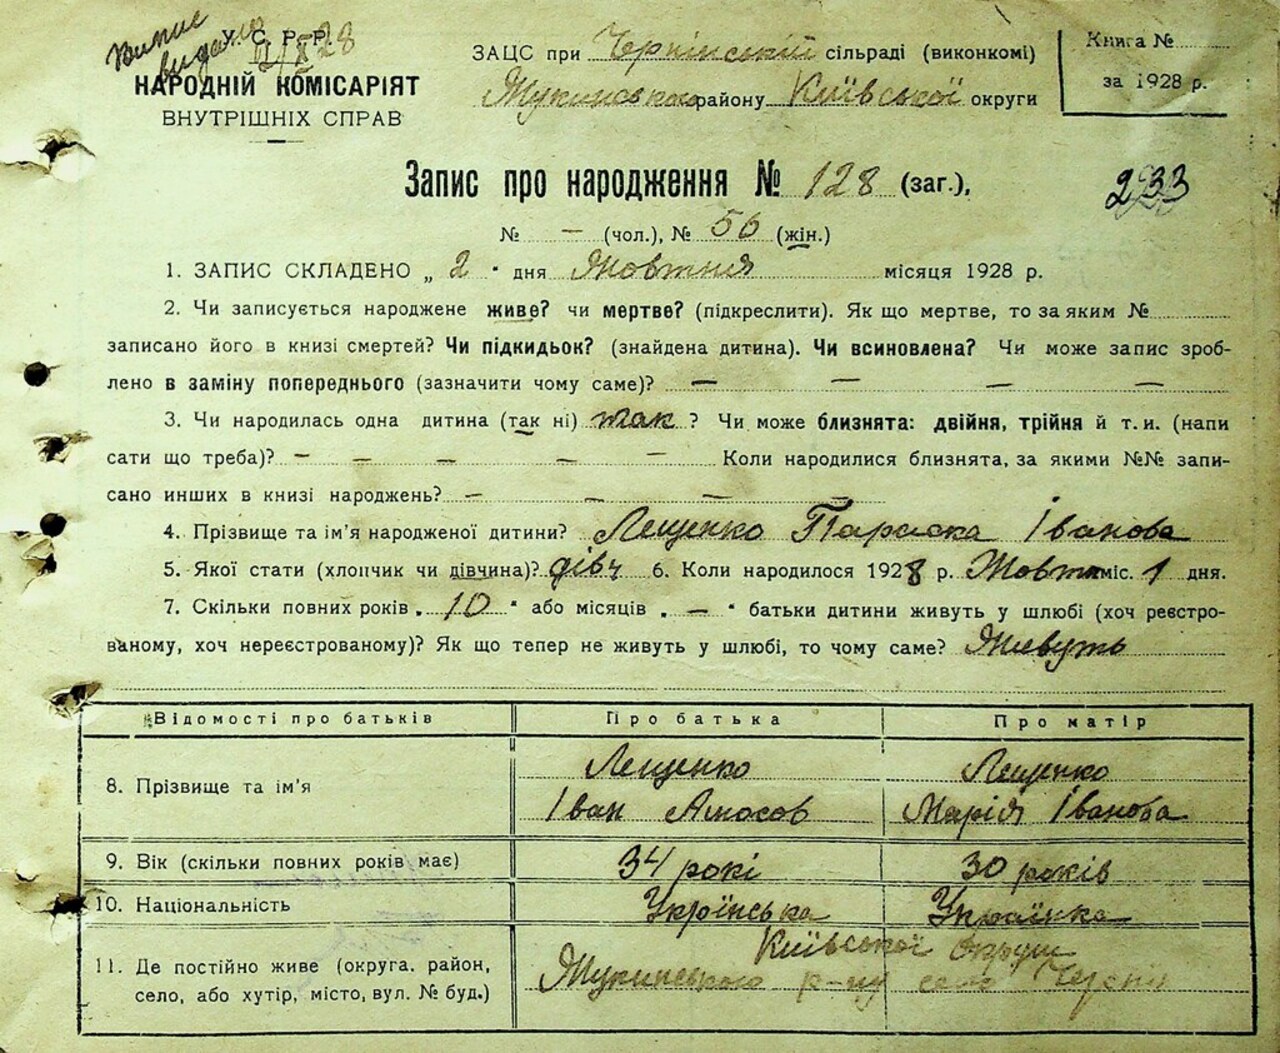 Випис видано 12/X 28
У. С. Р. Р.
НАРОДНІЙ КОМІСАРІЯТ
ВНУТРІШНІХ СПРАВ
ЗАЦС при Черпінській сільраді (виконкомі)
району Київської округи
Книга №
за 1928 р.
Запис про народження № 128 (заг.),
233
№ — (чол.), № 56 (жін.)
1. ЗАПИС СКЛАДЕНО „ 2 " дня Жовтня місяця 1928 р.
2. Чи записується народжене живе? чи мертве? (підкреслити). Як що мертве, то за яким №
записано його в книзі смертей? Чи підкидьок? (знайдена дитина). Чи всиновлена? Чи може запис зроб-
лено в заміну попереднього (зазначити чому саме)? — — — —
3. Чи народилась одна дитина (так ні) так ? Чи може близнята: двійня, трійня й т. и. (напи
сати що треба)? — — — — — Коли народилися близнята, за якими №№ запи-
сано инших в книзі народжень? — — — —
4. Прізвище та ім'я народженої дитини? Лещенко Параска Іванова
5. Якої стати (хлопчик чи дівчина)? дівч 6. Коли народилося 1928 р. Жовтн міс. 1 дня.
7. Скільки повних років „ 10 " або місяців „ — " батьки дитини живуть у шлюбі (хоч реєстро-
ваному, хоч нереєстрованому)? Як що тепер не живуть у шлюбі, то чому саме? Живуть
Відомості про батьків Про батька Про матір
8. Прізвище та ім'я Лещенко Іван Амосов Лещенко Марія Іванова
9. Вік (скільки повних років має) 34 рокі 30 років
10. Національність Українська Українка
11. Де постійно живе (округа. район,
село, або хутір, місто, вул. № буд.)
Київської округи
р-ну село